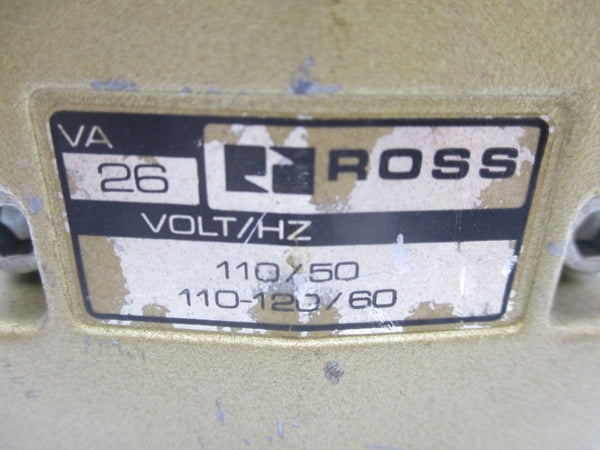 VA
26
ROSS
VOLT/HZ
110/50
110-120/60